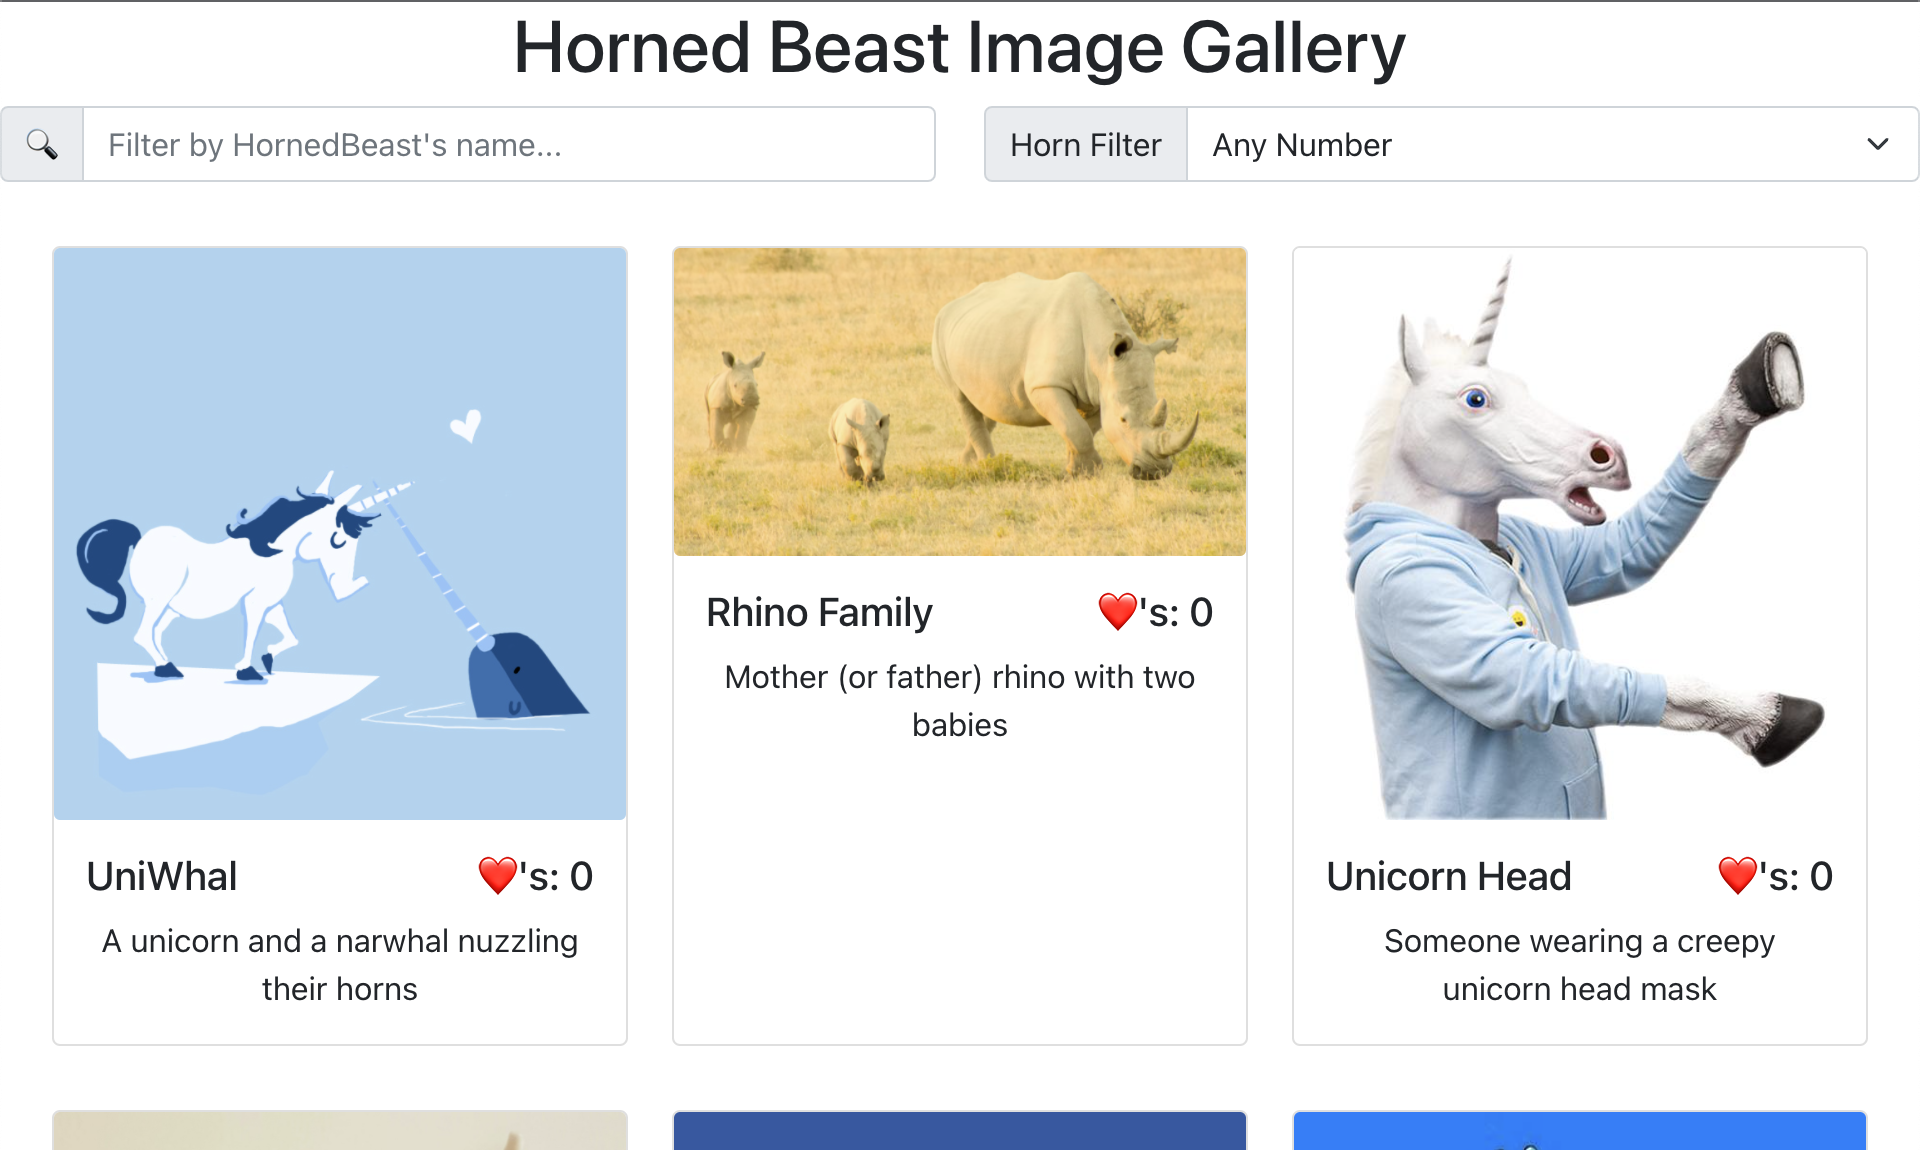 Horned Beast Image Gallery
🔍 Filter by HornedBeast's name...
Horn Filter Any Number
UniWhal ❤️'s: 0
A unicorn and a narwhal nuzzling
their horns
Rhino Family ❤️'s: 0
Mother (or father) rhino with two
babies
Unicorn Head ❤️'s: 0
Someone wearing a creepy
unicorn head mask